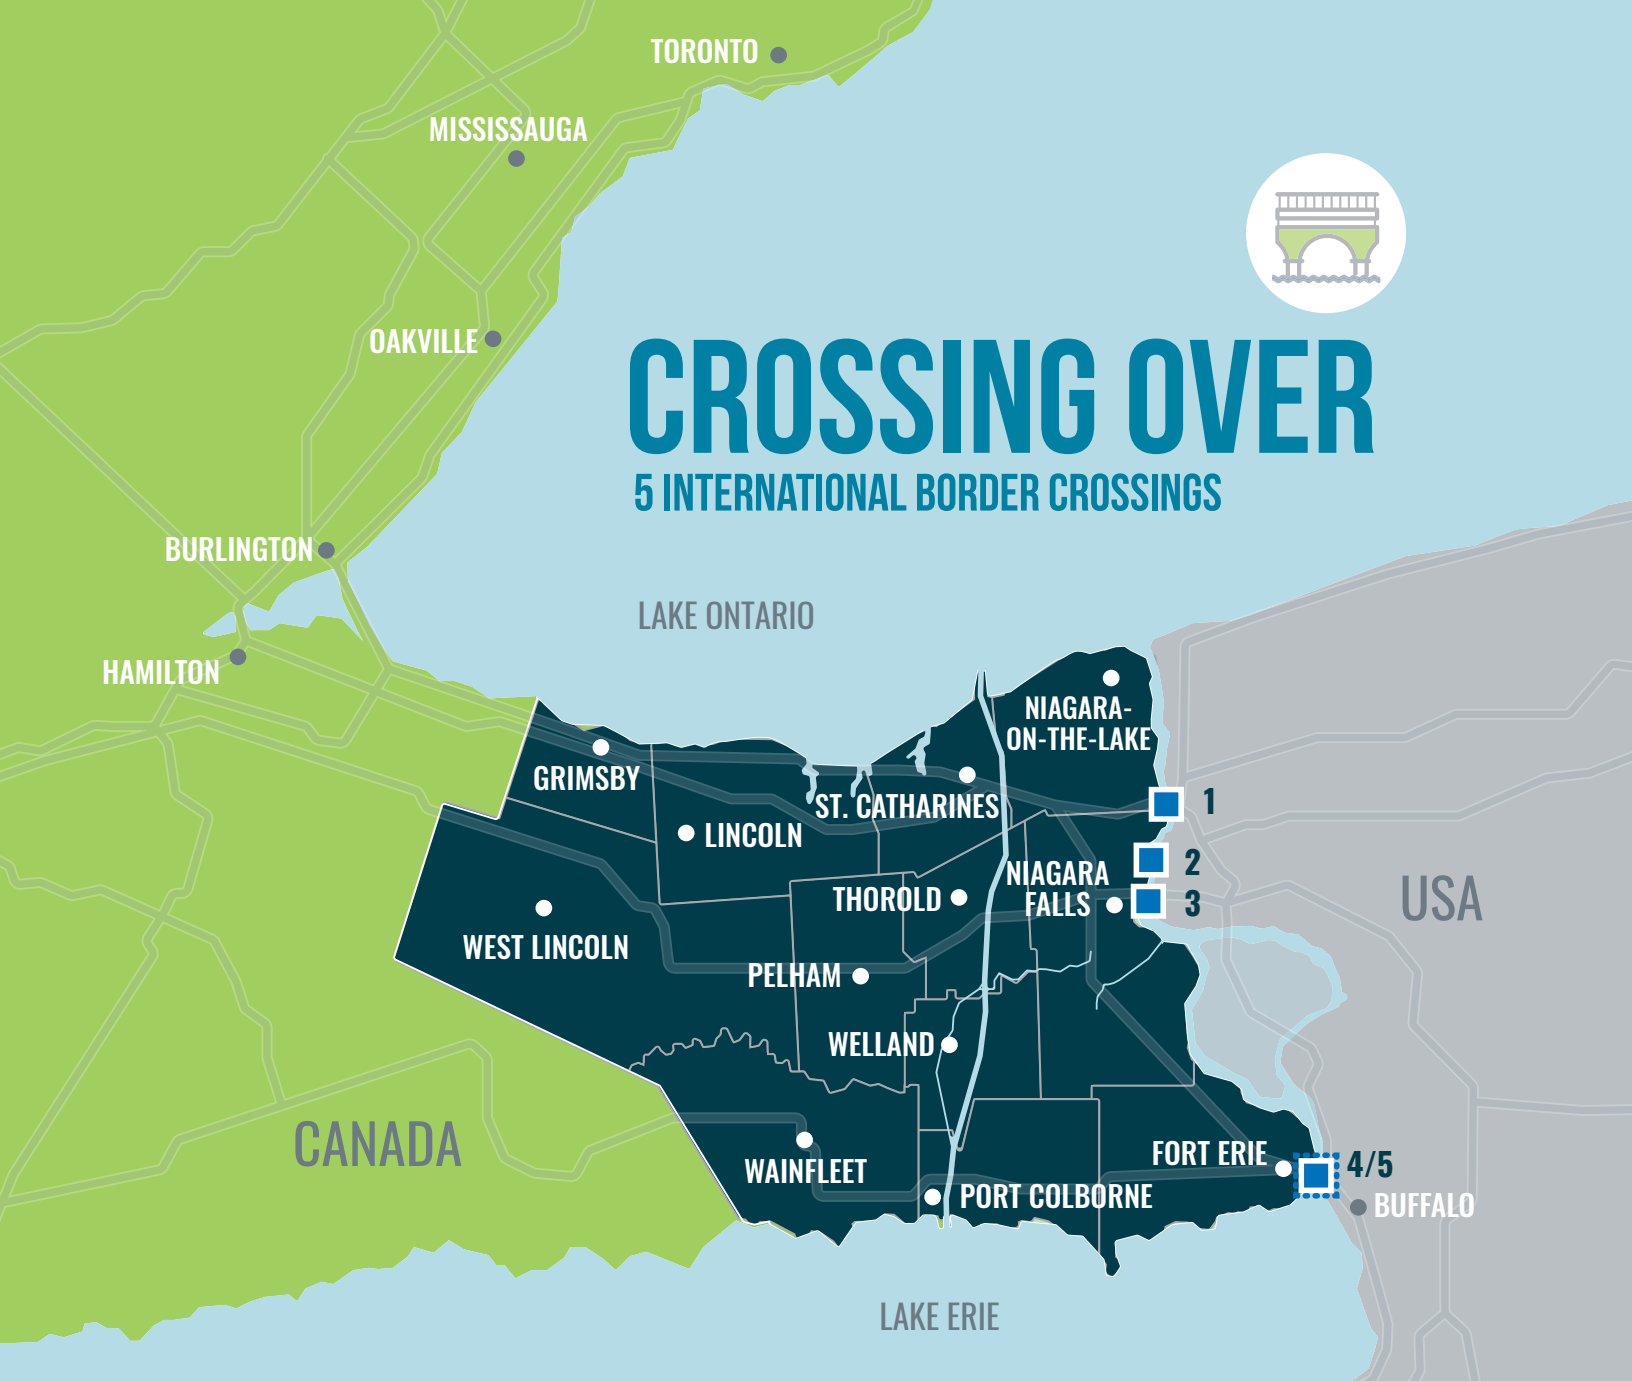 TORONTO
MISSISSAUGA
OAKVILLE
CROSSING OVER
5 INTERNATIONAL BORDER CROSSINGS
BURLINGTON
LAKE ONTARIO
HAMILTON
NIAGARA-
ON-THE-LAKE
GRIMSBY
ST. CATHARINES
1
LINCOLN
2
NIAGARA
FALLS
THOROLD
3
USA
WEST LINCOLN
PELHAM
WELLAND
CANADA
FORT ERIE
4/5
WAINFLEET
PORT COLBORNE
BUFFALO
LAKE ERIE